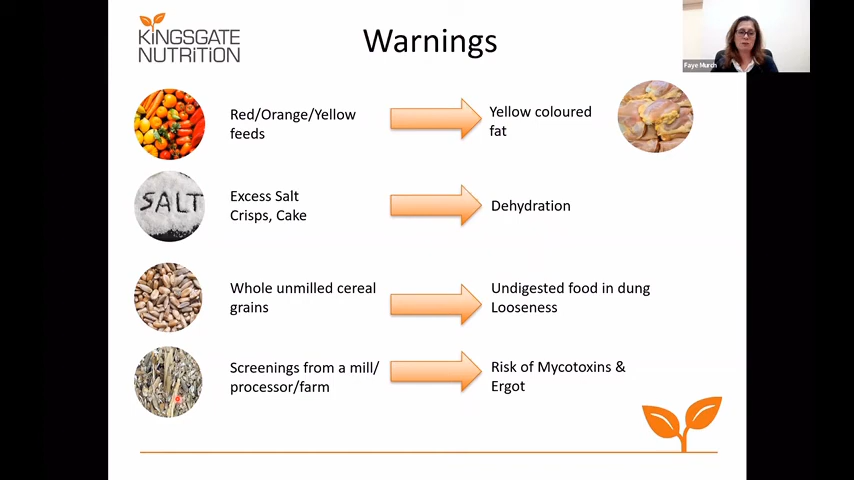 KiNGSGATE
NUTRiTiON
Warnings
Faye Murch
Red/Orange/Yellow
feeds
Yellow coloured
fat
SALT
Excess Salt
Crisps, Cake
Dehydration
Whole unmilled cereal
grains
Undigested food in dung
Looseness
Screenings from a mill/
processor/farm
Risk of Mycotoxins &
Ergot